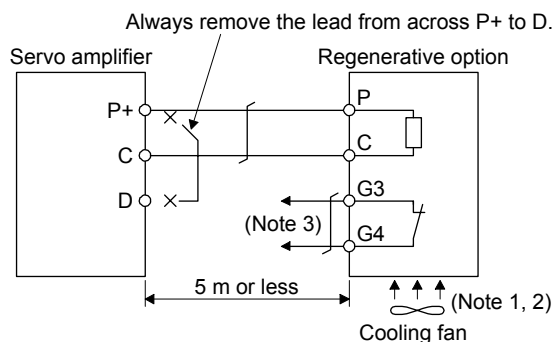 Always remove the lead from across P+ to D.
Servo amplifier
Regenerative option
P+
P
C
C
D
G3
(Note 3)
G4
5 m or less
(Note 1, 2)
Cooling fan